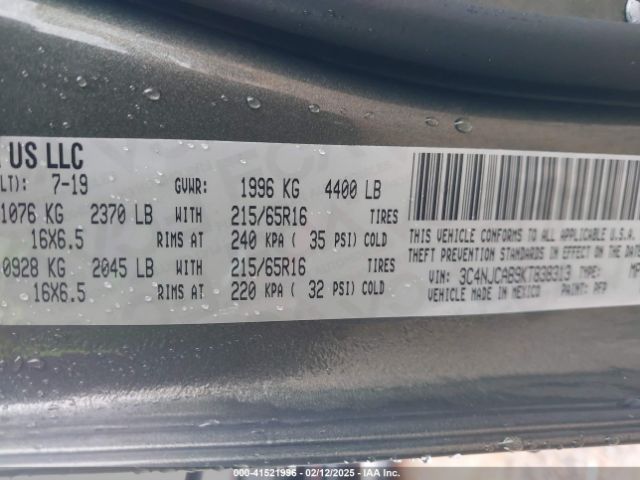 US LLC
LT): 7-19 GVWR: 1996 KG 4400 LB
1076 KG 2370 LB WITH 215/65R16 TIRES
16X6.5 RIMS AT 240 KPA ( 35 PSI) COLD
0928 KG 2045 LB WITH 215/65R16 TIRES
16X6.5 RIMS AT 220 KPA ( 32 PSI) COLD
THIS VEHICLE CONFORMS TO ALL APPLICABLE U.S.A.
THEFT PREVENTION STANDARDS IN EFFECT ON THE DATE
VIN: 3C4NJCAB9KT838313 TYPE:
VEHICLE MADE IN MEXICO PAINT:
000-41521996 - 02/12/2025 - IAA Inc.